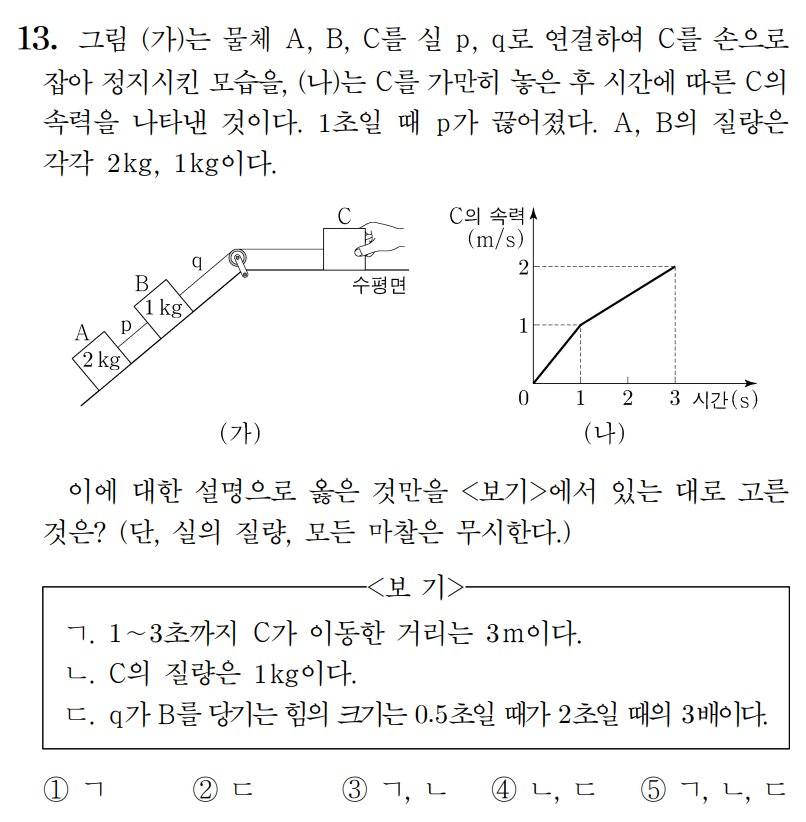 13. 그림 (가)는 물체 A, B, C를 실 p, q로 연결하여 C를 손으로
잡아 정지시킨 모습을, (나)는 C를 가만히 놓은 후 시간에 따른 C의
속력을 나타낸 것이다. 1초일 때 p가 끊어졌다. A, B의 질량은
각각 2kg, 1kg이다.
C
q
B
1kg
p
A
2kg
수평면
(가)
C의 속력
(m/s)
2
1
0 1 2 3 시간(s)
(나)
이에 대한 설명으로 옳은 것만을 <보기>에서 있는 대로 고른
것은? (단, 실의 질량, 모든 마찰은 무시한다.)
<보 기>
ㄱ. 1~3초까지 C가 이동한 거리는 3m이다.
ㄴ. C의 질량은 1kg이다.
ㄷ. q가 B를 당기는 힘의 크기는 0.5초일 때가 2초일 때의 3배이다.
① ㄱ ② ㄷ ③ ㄱ, ㄴ ④ ㄴ, ㄷ ⑤ ㄱ, ㄴ, ㄷ